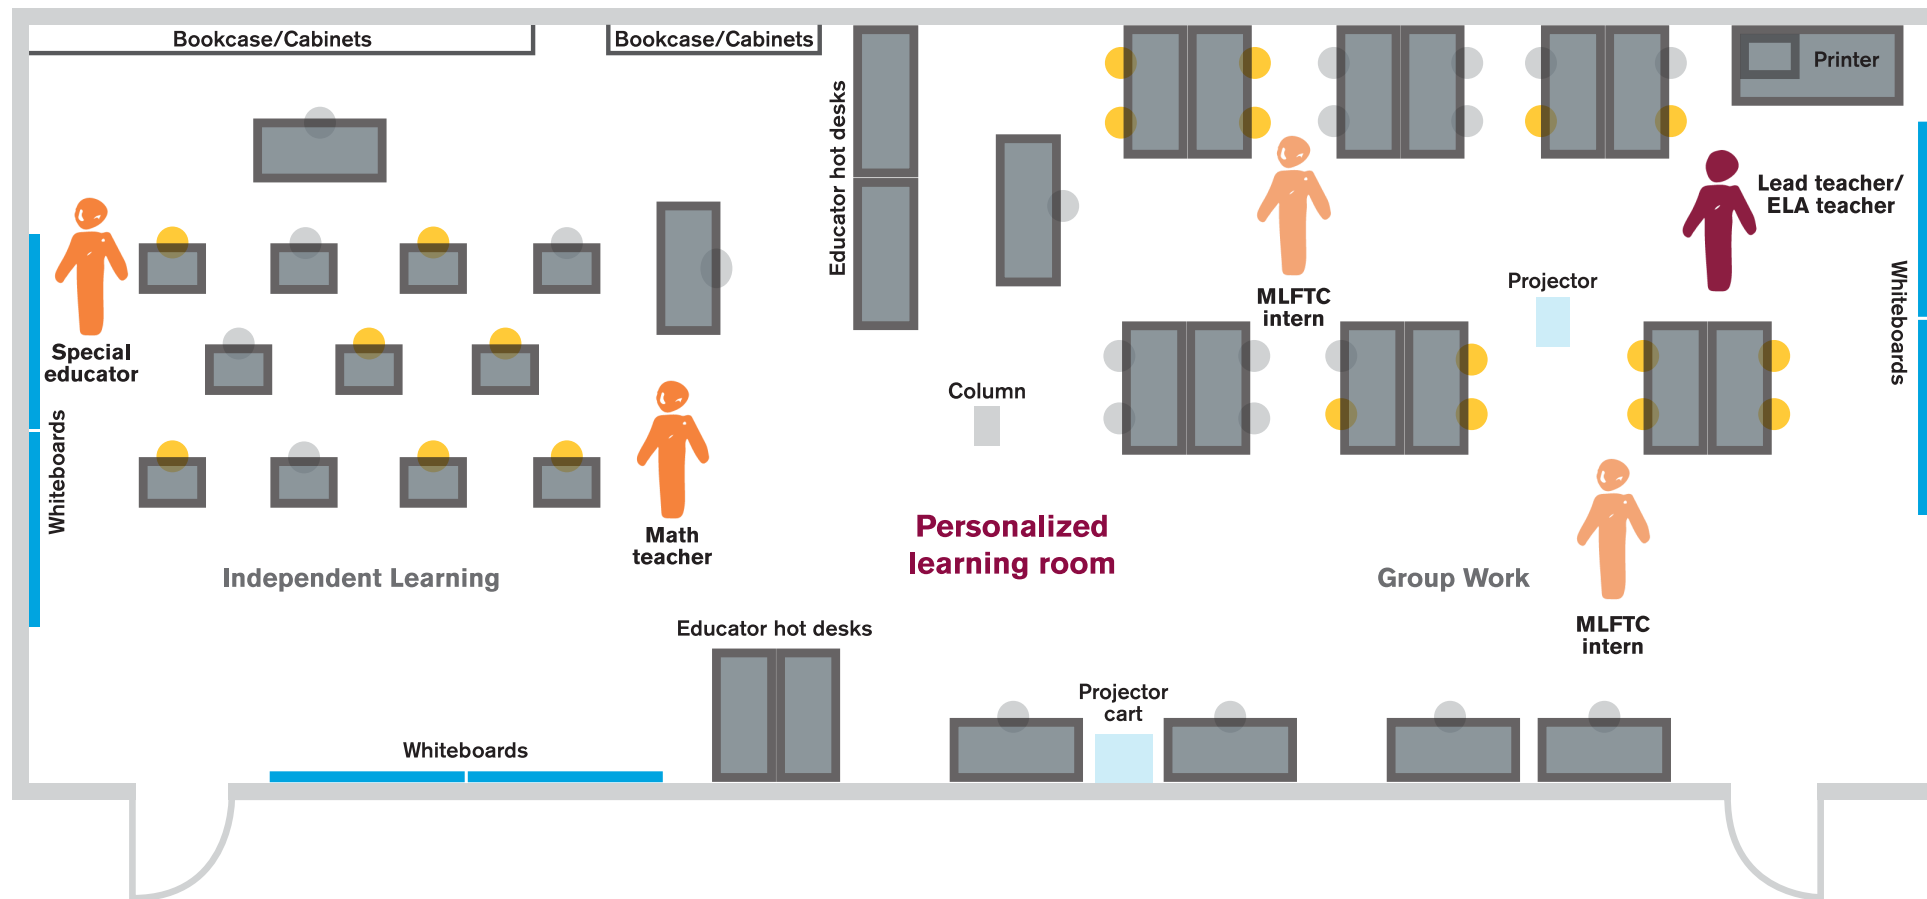 Bookcase/Cabinets
Bookcase/Cabinets
Educator hot desks
Printer
Lead teacher/
ELA teacher
Whiteboards
MLFTC
intern
Projector
Special
educator
Whiteboards
Column
Math
teacher
Personalized
learning room
Independent Learning
Group Work
MLFTC
intern
Educator hot desks
Projector
cart
Whiteboards